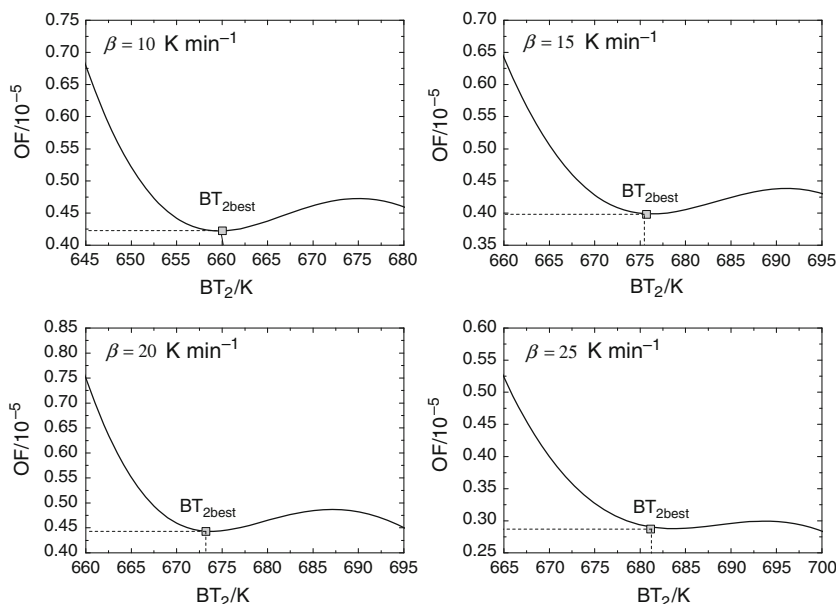 0.75
0.70
0.65
0.60
0.55
0.50
0.45
0.40
OF/10⁻⁵
β = 10 K min⁻¹
BT₂best
645 650 655 660 665 670 675 680
BT₂/K
0.70
0.65
0.60
0.55
0.50
0.45
0.40
0.35
OF/10⁻⁵
β = 15 K min⁻¹
BT₂best
660 665 670 675 680 685 690 695
BT₂/K
0.85
0.80
0.75
0.70
0.65
0.60
0.55
0.50
0.45
0.40
OF/10⁻⁵
β = 20 K min⁻¹
BT₂best
660 665 670 675 680 685 690 695
BT₂/K
0.60
0.55
0.50
0.45
0.40
0.35
0.30
0.25
OF/10⁻⁵
β = 25 K min⁻¹
BT₂best
665 670 675 680 685 690 695 700
BT₂/K